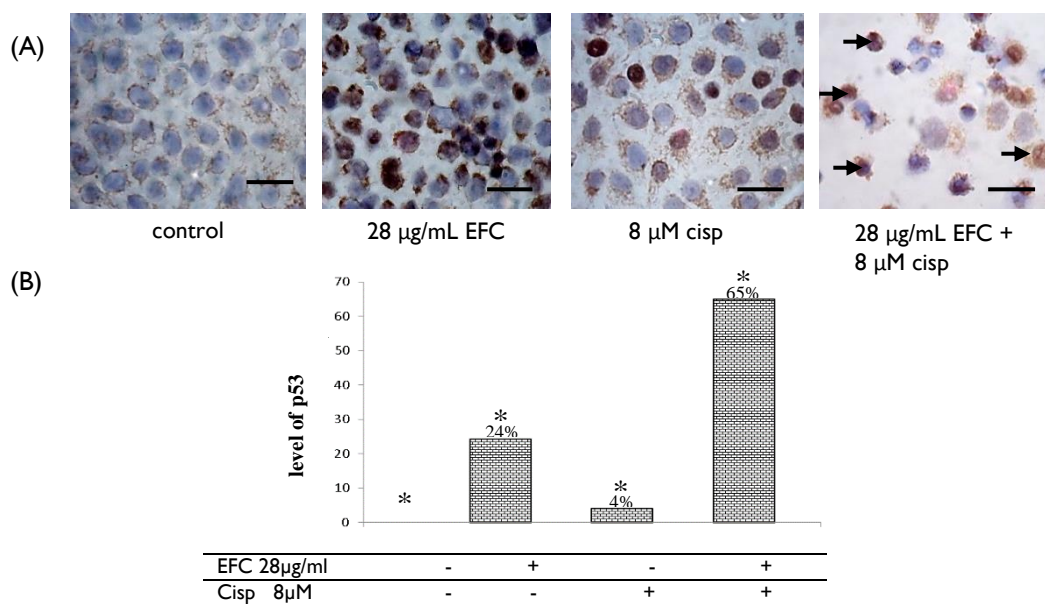 (A)
control
28 µg/mL EFC
8 µM cisp
28 µg/mL EFC +
8 µM cisp
(B)
level of p53
70
60
50
40
30
20
10
0
*
*
24%
*
4%
*
65%
EFC 28µg/ml - + - +
Cisp 8µM - - + +